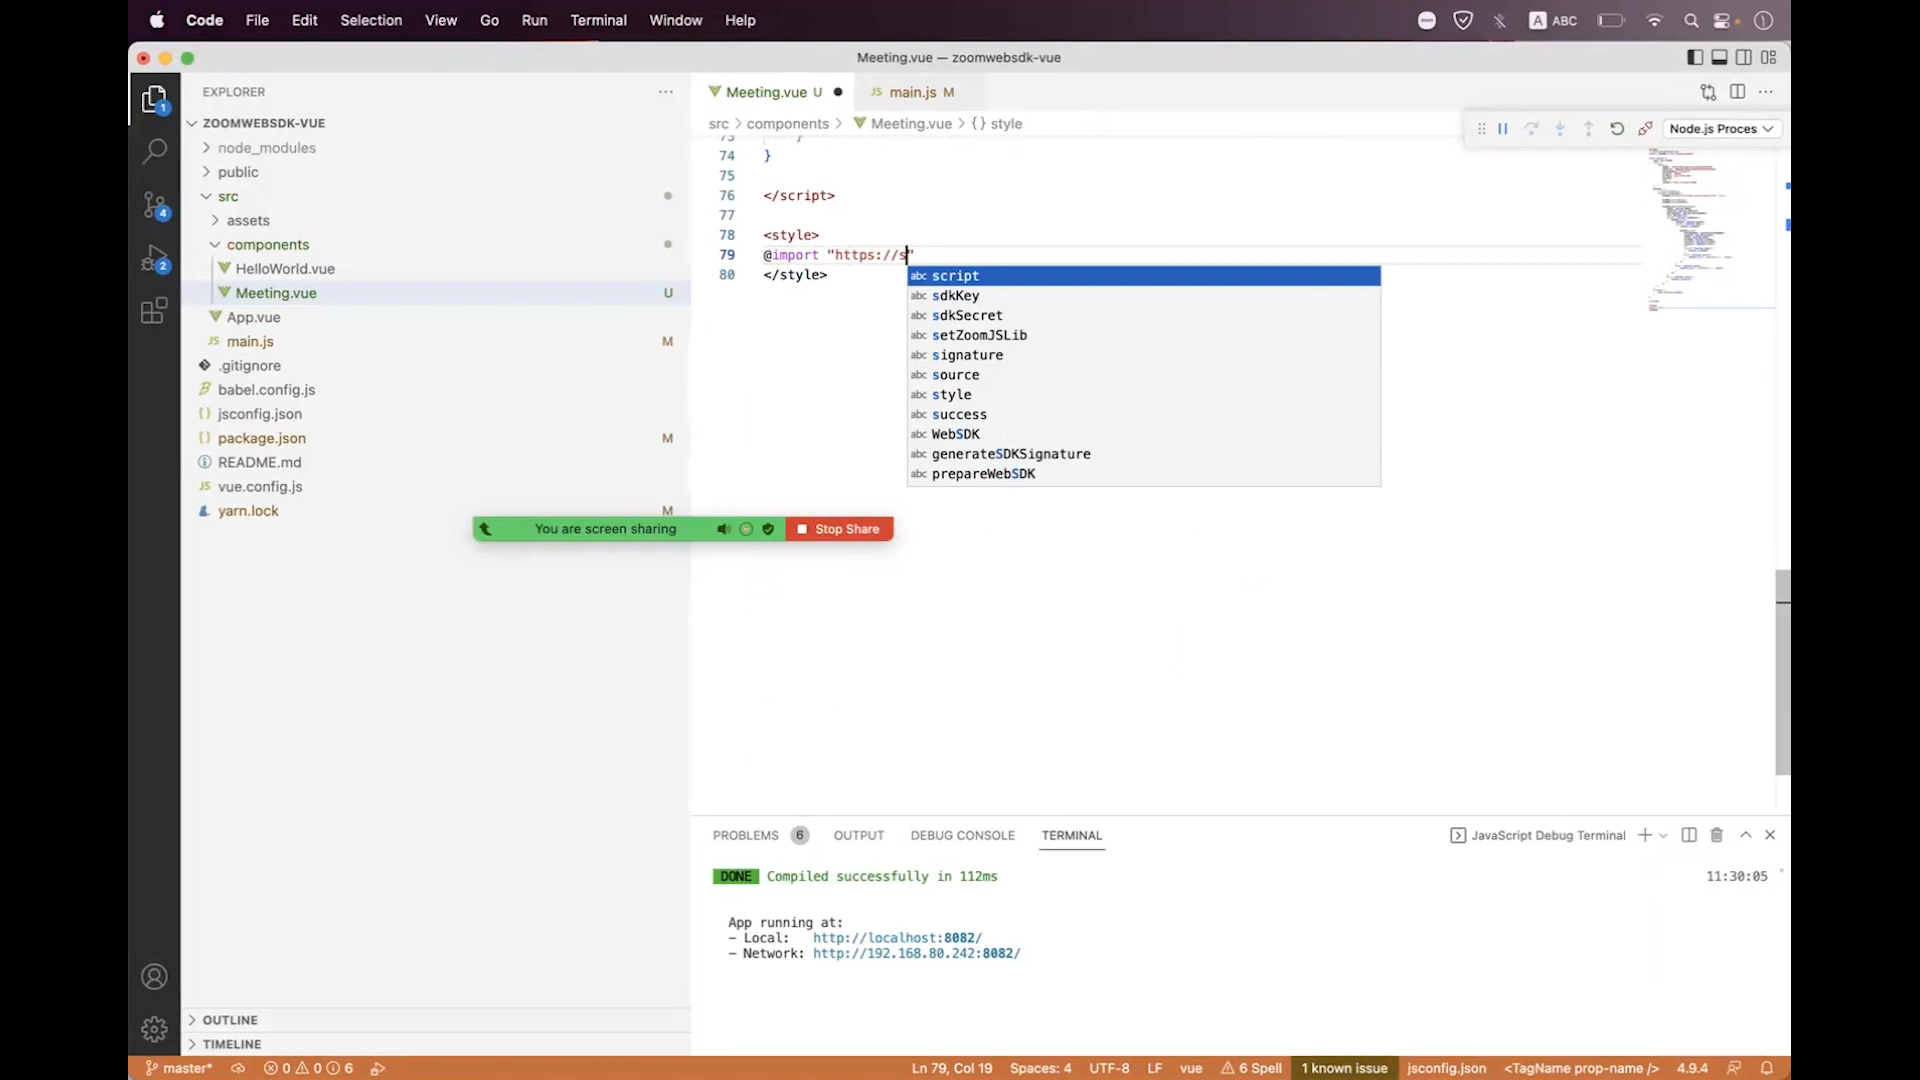 Code File Edit Selection View Go Run Terminal Window Help
A ABC
Meeting.vue — zoomwebsdk-vue
EXPLORER
Meeting.vue U
JS main.js M
src > components > Meeting.vue > {} style
Node.js Proces
ZOOMWEBSDK-VUE
node_modules
public
src
assets
components
HelloWorld.vue
Meeting.vue U
App.vue
JS main.js M
.gitignore
babel.config.js
{} jsconfig.json
{} package.json M
README.md
JS vue.config.js
yarn.lock M
1
4
2
73 }
74 }
75
76 </script>
77
78 <style>
79 @import "https://s"
80 </style>
abc script
abc sdkKey
abc sdkSecret
abc setZoomJSLib
abc signature
abc source
abc style
abc success
abc WebSDK
abc generateSDKSignature
abc prepareWebSDK
You are screen sharing
Stop Share
PROBLEMS 6 OUTPUT DEBUG CONSOLE TERMINAL
JavaScript Debug Terminal
DONE Compiled successfully in 112ms
11:30:05
App running at:
- Local: http://localhost:8082/
- Network: http://192.168.80.242:8082/
OUTLINE
TIMELINE
master* 0 0 6
Ln 79, Col 19 Spaces: 4 UTF-8 LF vue 6 Spell 1 known issue jsconfig.json <TagName prop-name /> 4.9.4